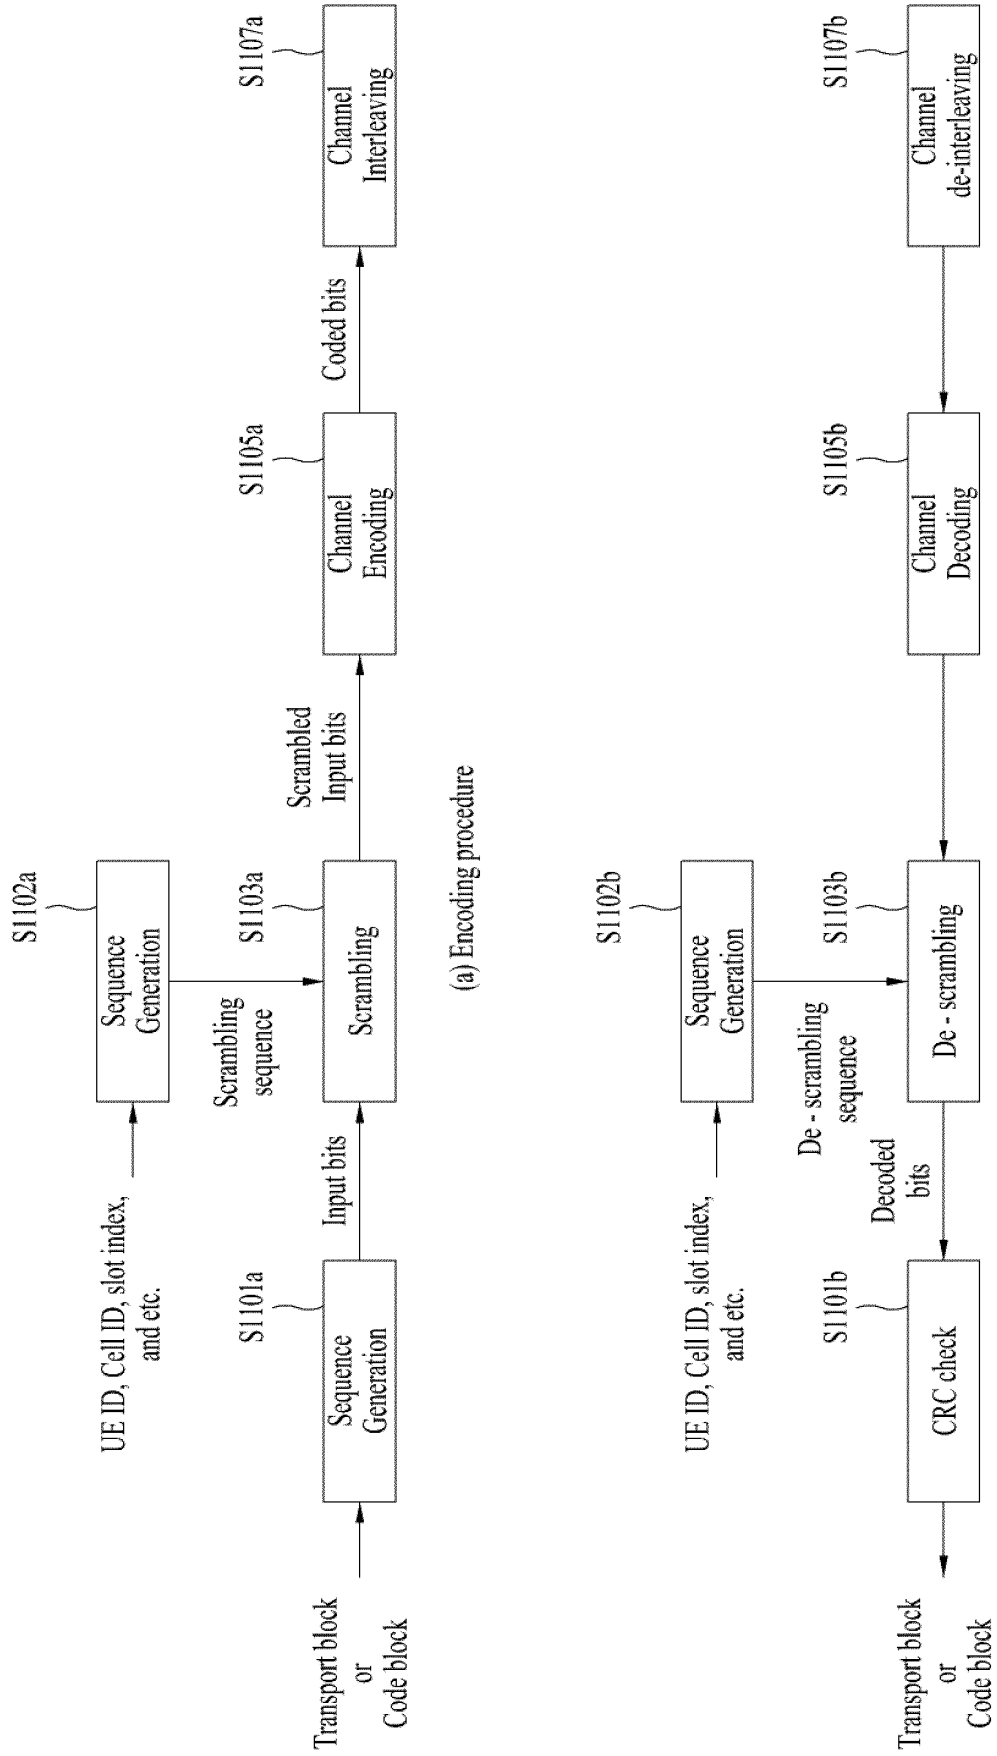 S1102a
UE ID, Cell ID, slot index,
and etc.
Sequence
Generation
Scrambling
sequence
S1101a
S1103a
S1105a
S1107a
Transport block
or
Code block
Sequence
Generation
Input bits
Scrambling
Scrambled
Input bits
Channel
Encoding
Coded bits
Channel
Interleaving
(a) Encoding procedure
S1102b
UE ID, Cell ID, slot index,
and etc.
Sequence
Generation
De - scrambling
sequence
S1101b
S1103b
S1105b
S1107b
Transport block
or
Code block
CRC check
Decoded
bits
De - scrambling
Channel
Decoding
Channel
de-interleaving